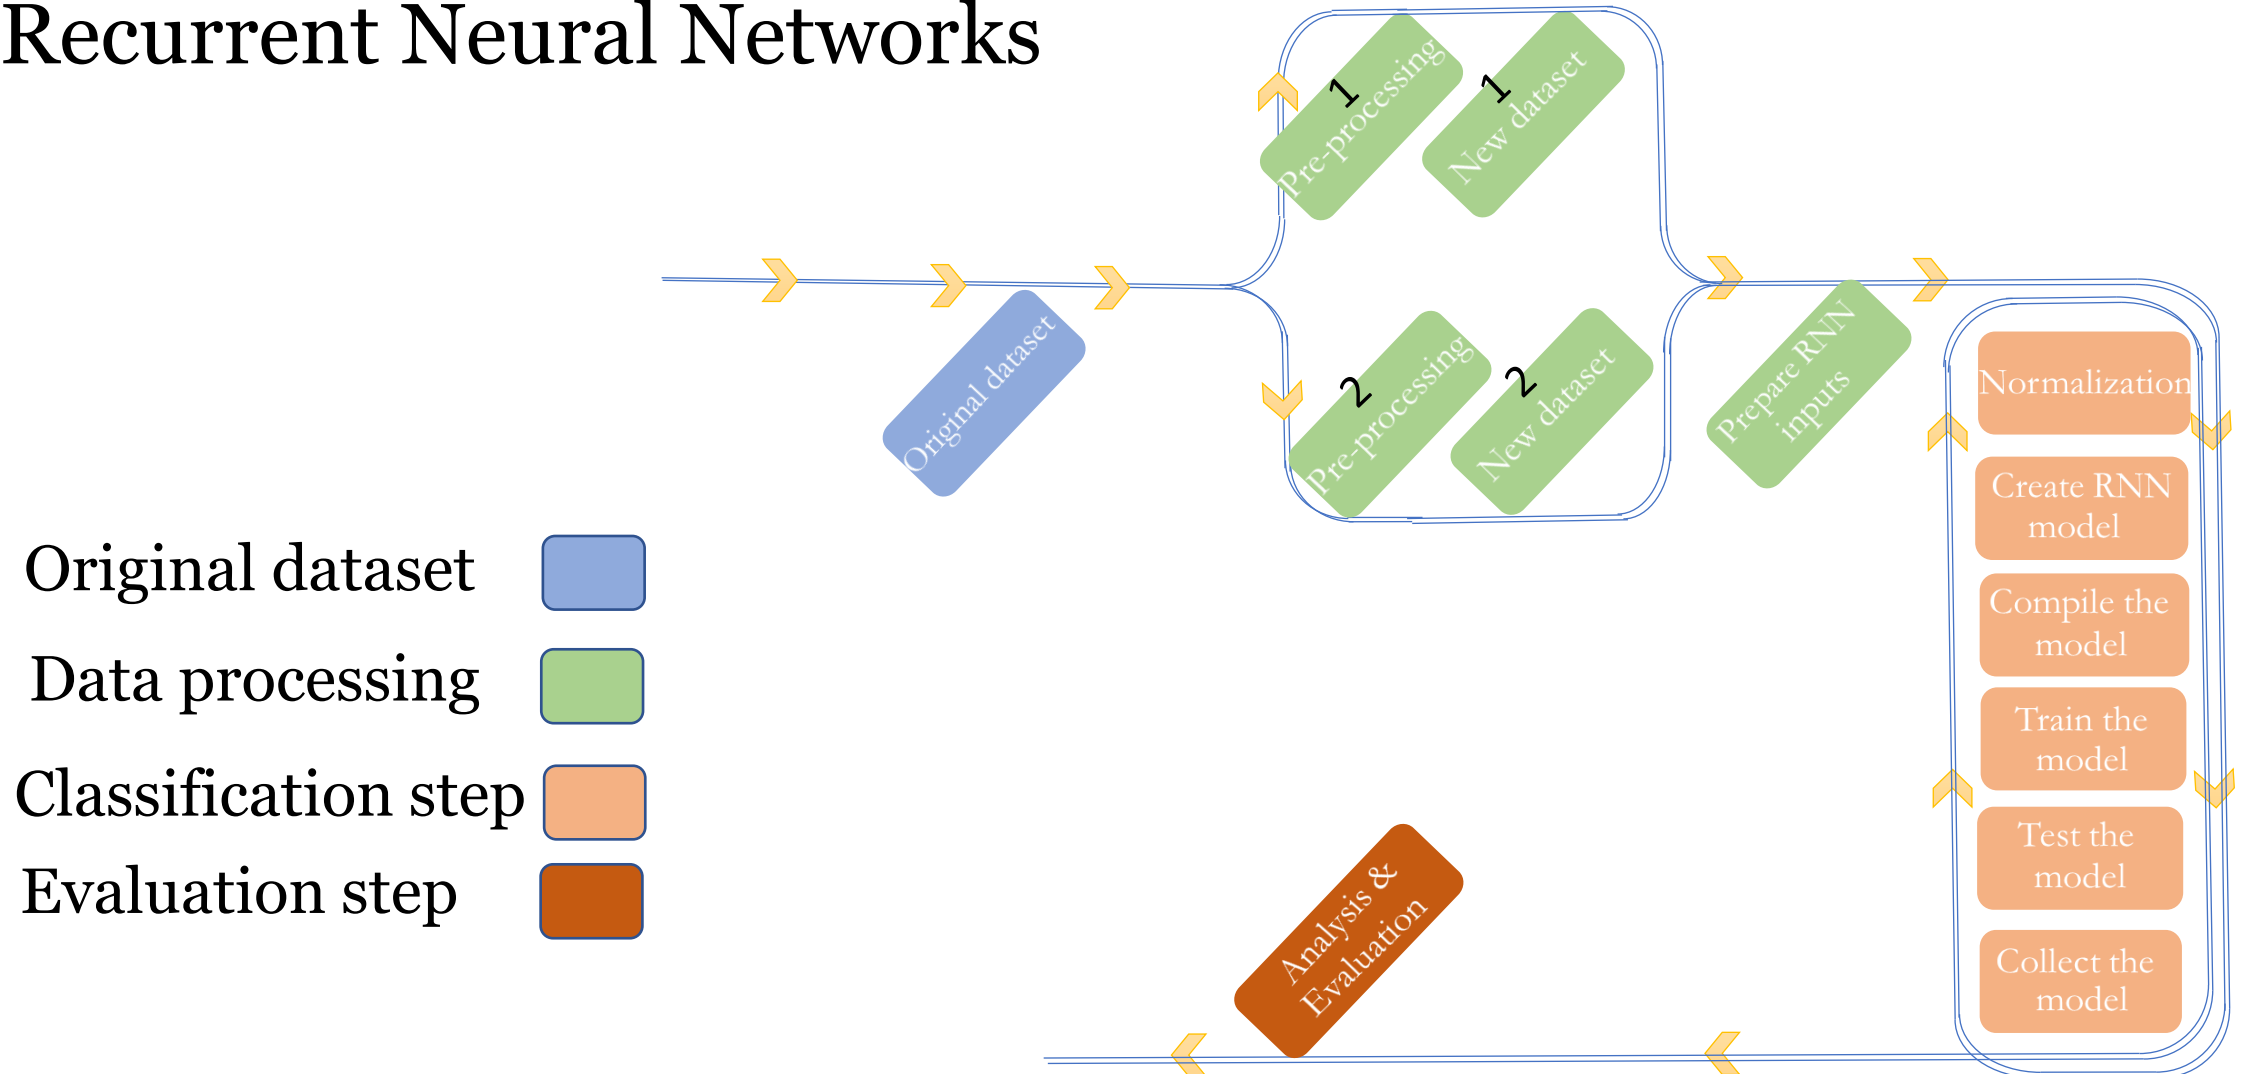 Recurrent Neural Networks
1
Pre-processing
1
New dataset
Original dataset
2
Pre-processing
2
New dataset
Prepare RNN
inputs
Normalization
Create RNN
model
Compile the
model
Train the
model
Test the
model
Collect the
model
Analysis &
Evaluation
Original dataset
Data processing
Classification step
Evaluation step